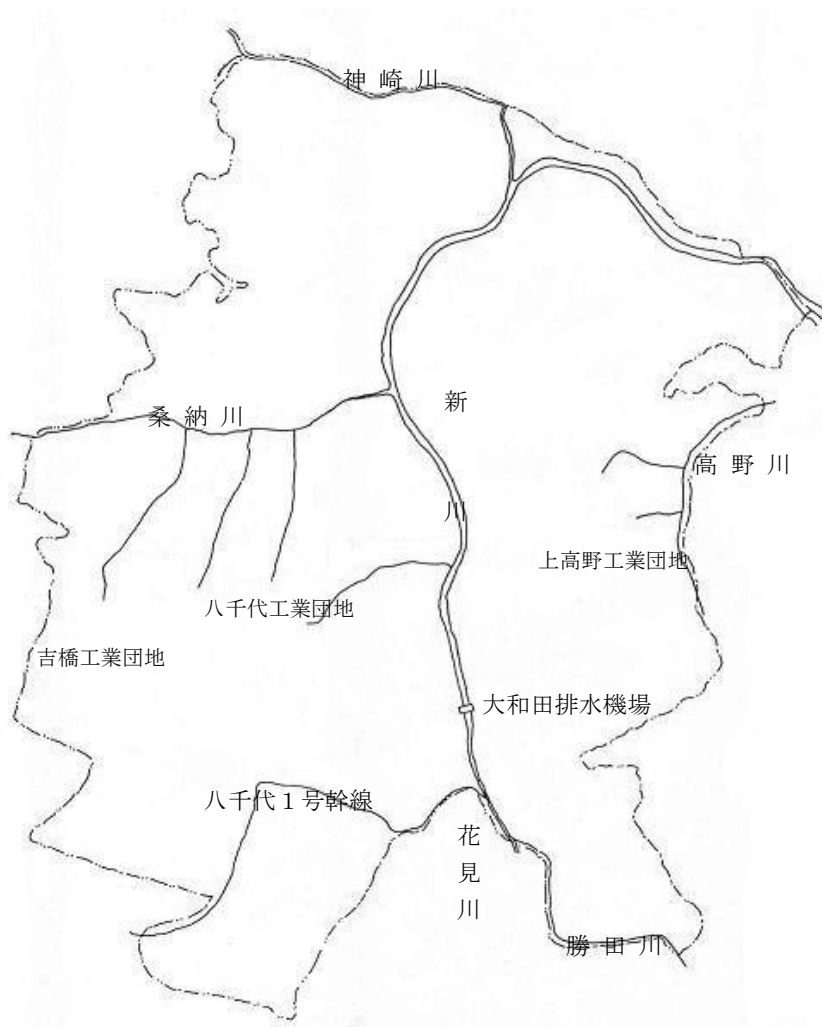 神 崎 川
桑 納 川
新
川
高 野 川
上高野工業団地
八千代工業団地
吉橋工業団地
大和田排水機場
八千代１号幹線
花
見
川
勝 田 川